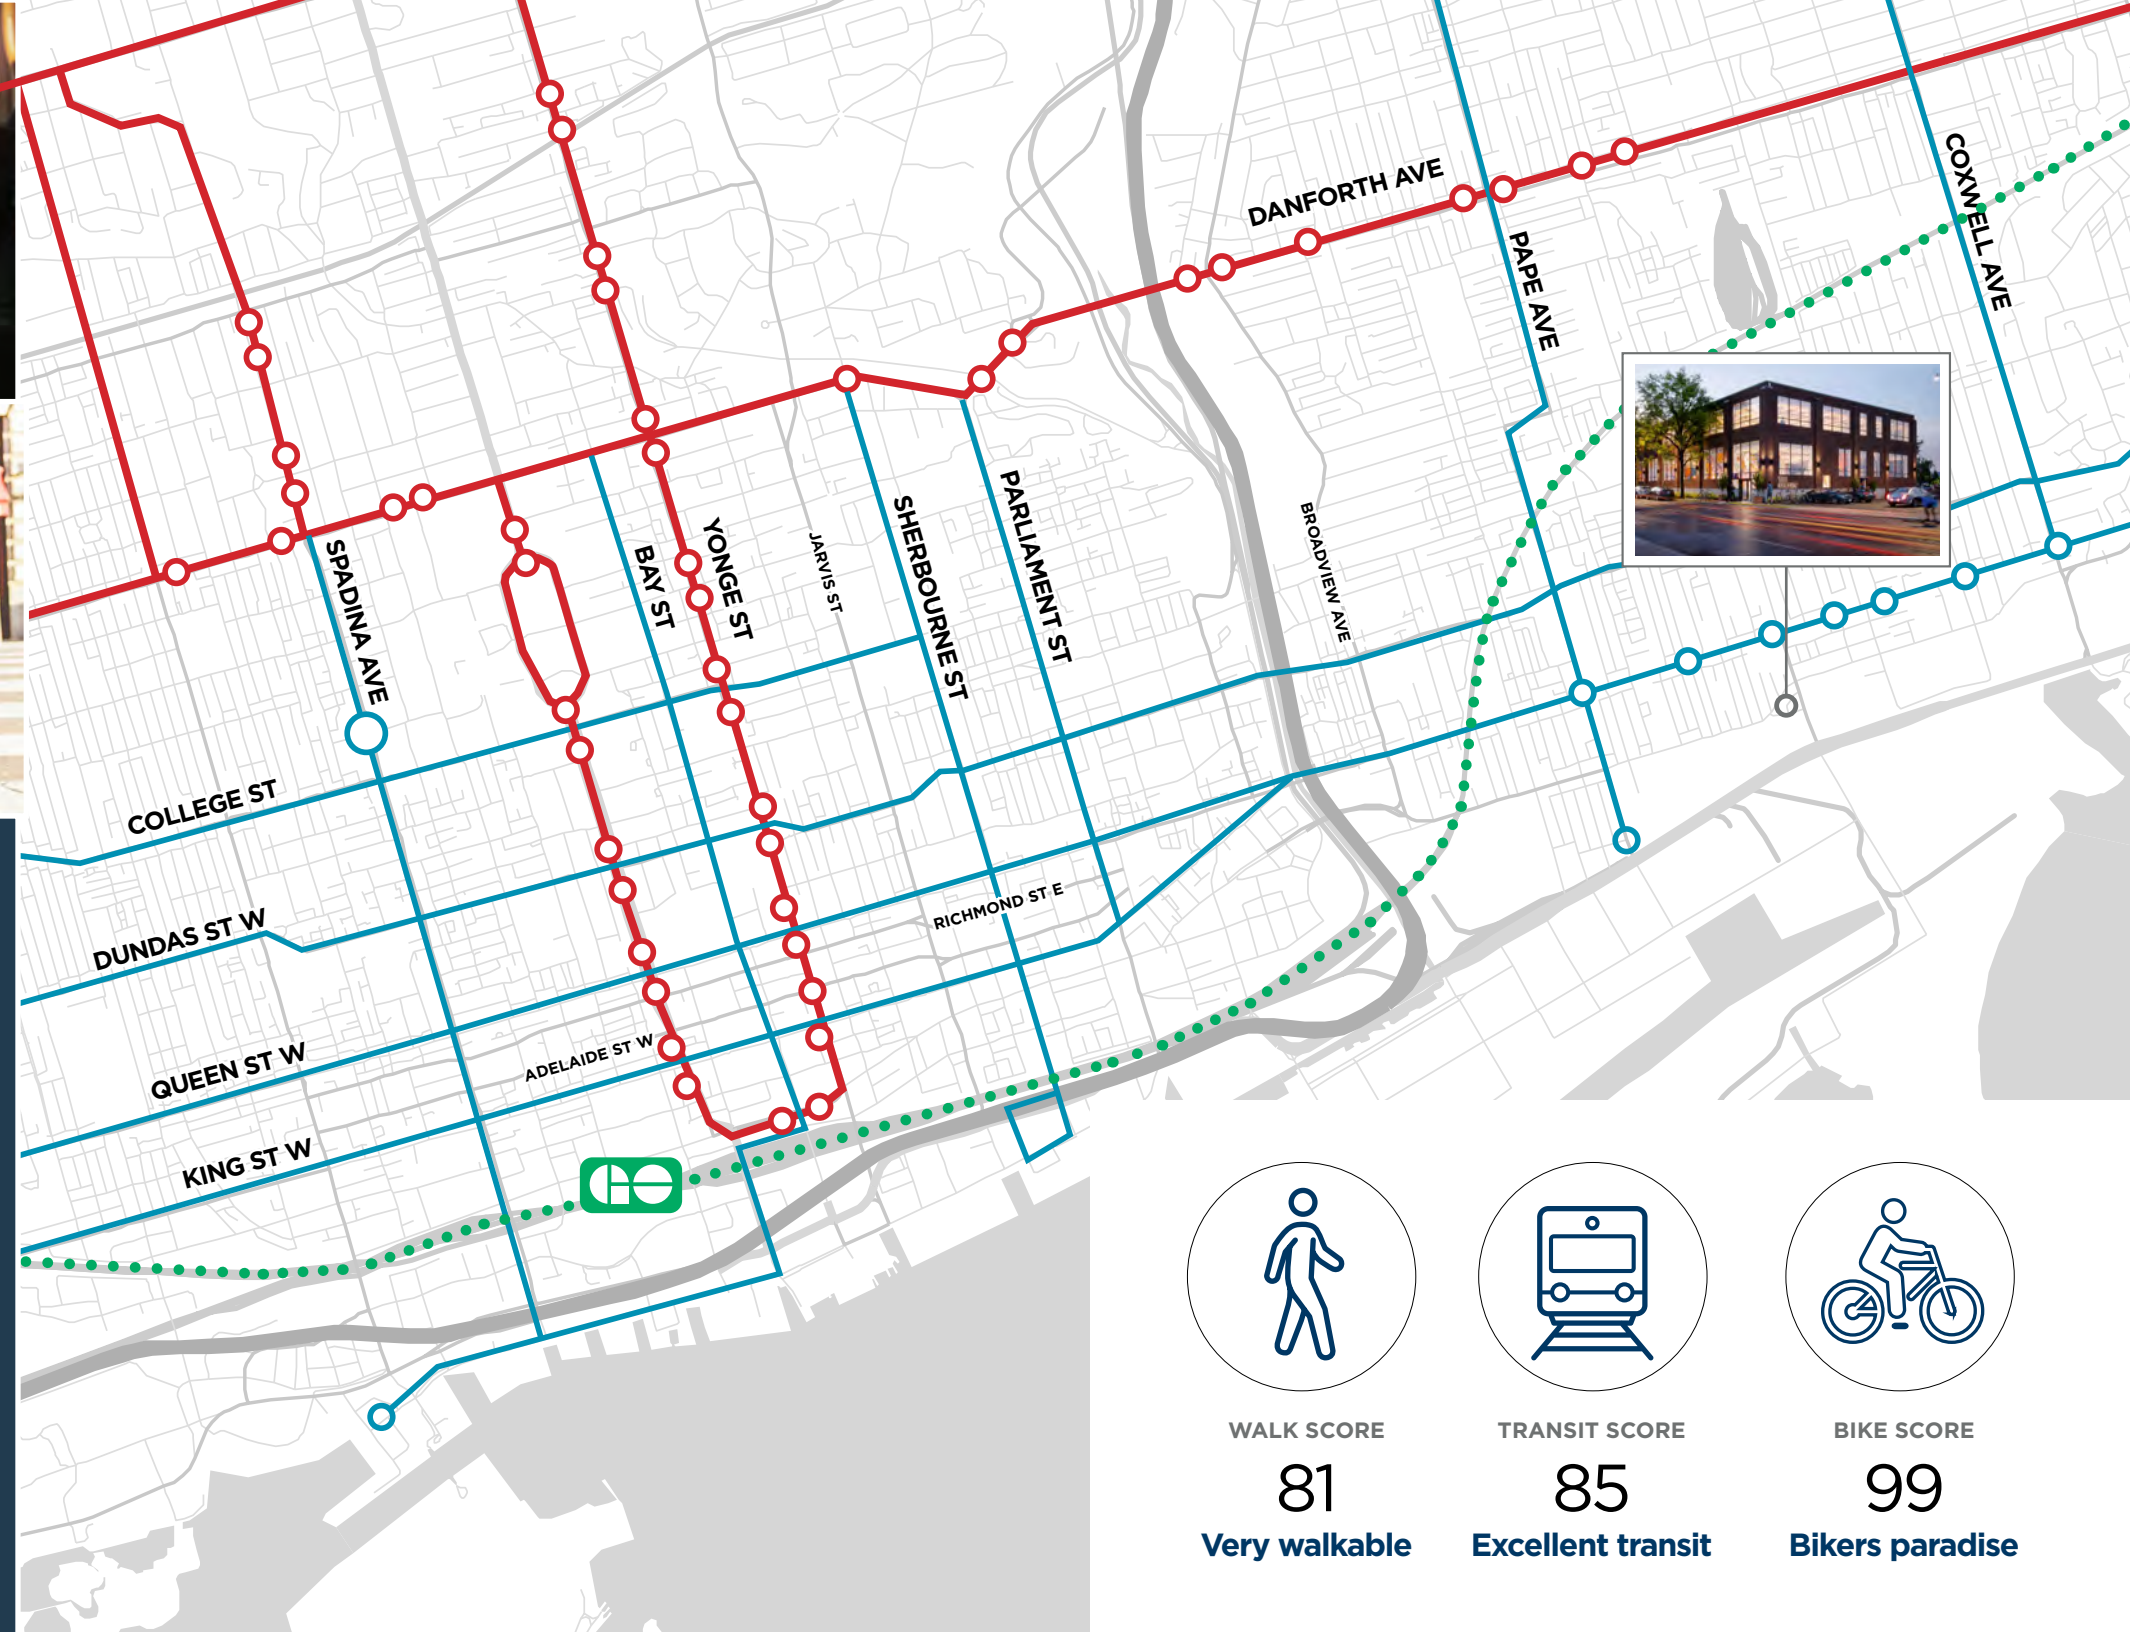 DANFORTH AVE
COXWELL AVE
PAPE AVE
SPADINA AVE
BAY ST
YONGE ST
JARVIS ST
SHERBOURNE ST
PARLIAMENT ST
BROADVIEW AVE
COLLEGE ST
DUNDAS ST W
RICHMOND ST E
QUEEN ST W
ADELAIDE ST W
KING ST W
GO
WALK SCORE
81
Very walkable
TRANSIT SCORE
85
Excellent transit
BIKE SCORE
99
Bikers paradise